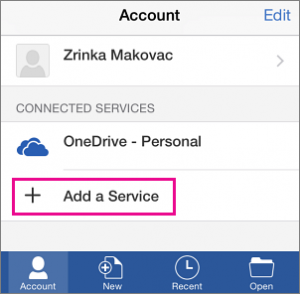 Account
Edit
Zrinka Makovac
CONNECTED SERVICES
OneDrive - Personal
Add a Service
Account
New
Recent
Open